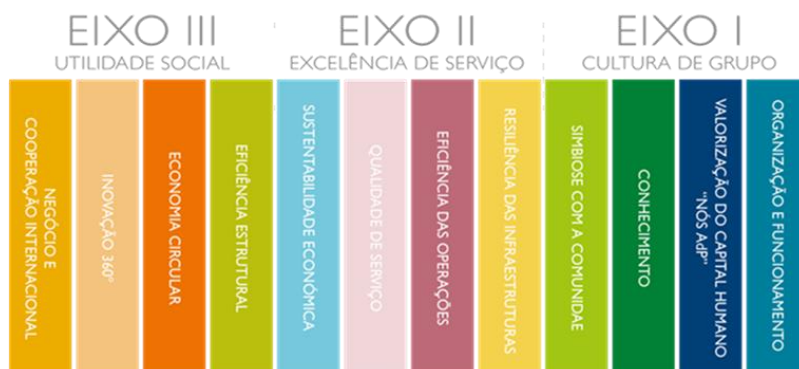 EIXO III
UTILIDADE SOCIAL
EIXO II
EXCELÊNCIA DE SERVIÇO
EIXO I
CULTURA DE GRUPO
NEGÓCIO E
COOPERAÇÃO INTERNACIONAL
INOVAÇÃO 360º
ECONOMIA CIRCULAR
EFICIÊNCIA ESTRUTURAL
SUSTENTABILIDADE ECONÓMICA
QUALIDADE DE SERVIÇO
EFICIÊNCIA DAS OPERAÇÕES
RESILIÊNCIA DAS INFRAESTRUTURAS
SIMBIOSE COM A COMUNIDAE
CONHECIMENTO
VALORIZAÇÃO DO CAPITAL HUMANO
"NÓS AdP"
ORGANIZAÇÃO E FUNCIONAMENTO